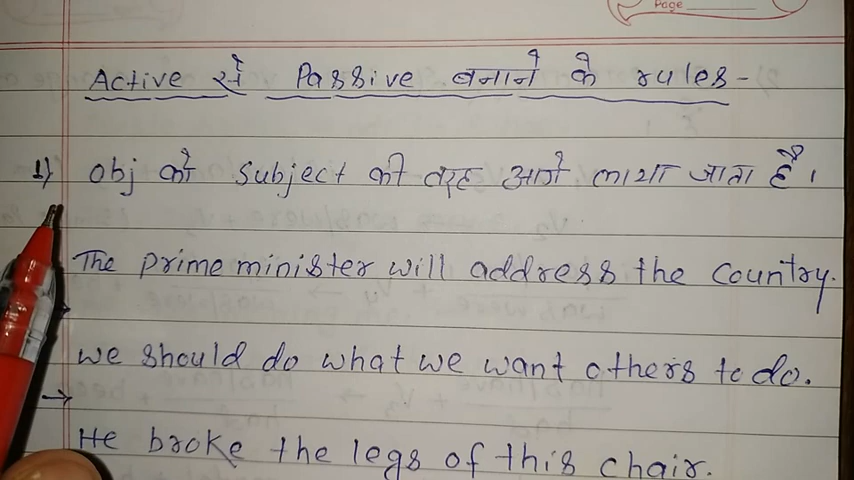 Page
Active से Passive बनाने के rules-
1) obj को subject की तरह आगे लाया जाता है।
The prime minister will address the country.
→
we should do what we want others to do.
→
He broke the legs of this chair.